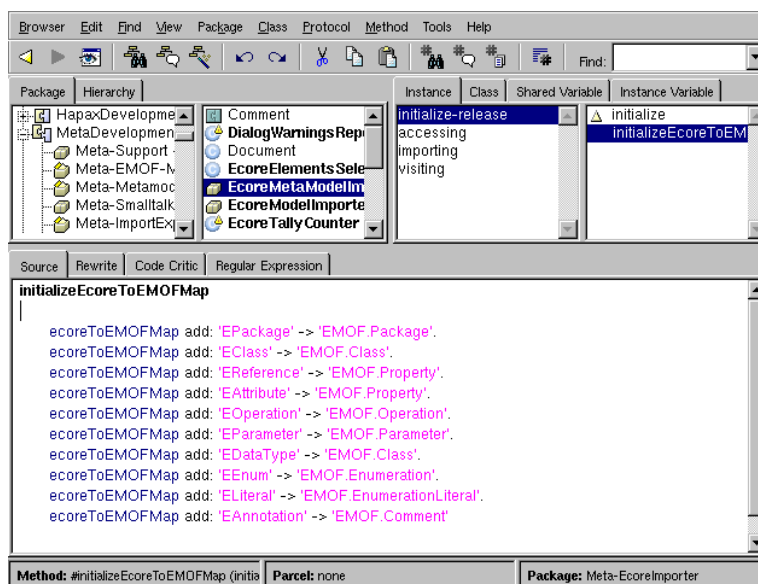 Browser Edit Find View Package Class Protocol Method Tools Help
Find:
Package Hierarchy
Instance Class Shared Variable Instance Variable
HapaxDevelopme
MetaDevelopmen
Meta-Support -
Meta-EMOF-M
Meta-Metamoc
Meta-Smalltalk
Meta-ImportExp
Comment
DialogWarningsRepo
Document
EcoreElementsSele
EcoreMetaModelIm
EcoreModelImporte
EcoreTallyCounter
initialize-release
accessing
importing
visiting
initialize
initializeEcoreToEM
Source Rewrite Code Critic Regular Expression
initializeEcoreToEMOFMap
ecoreToEMOFMap add: 'EPackage' -> 'EMOF.Package'.
ecoreToEMOFMap add: 'EClass' -> 'EMOF.Class'.
ecoreToEMOFMap add: 'EReference' -> 'EMOF.Property'.
ecoreToEMOFMap add: 'EAttribute' -> 'EMOF.Property'.
ecoreToEMOFMap add: 'EOperation' -> 'EMOF.Operation'.
ecoreToEMOFMap add: 'EParameter' -> 'EMOF.Parameter'.
ecoreToEMOFMap add: 'EDataType' -> 'EMOF.Class'.
ecoreToEMOFMap add: 'EEnum' -> 'EMOF.Enumeration'.
ecoreToEMOFMap add: 'ELiteral' -> 'EMOF.EnumerationLiteral'.
ecoreToEMOFMap add: 'EAnnotation' -> 'EMOF.Comment'
Method: #initializeEcoreToEMOFMap (initia Parcel: none Package: Meta-EcoreImporter